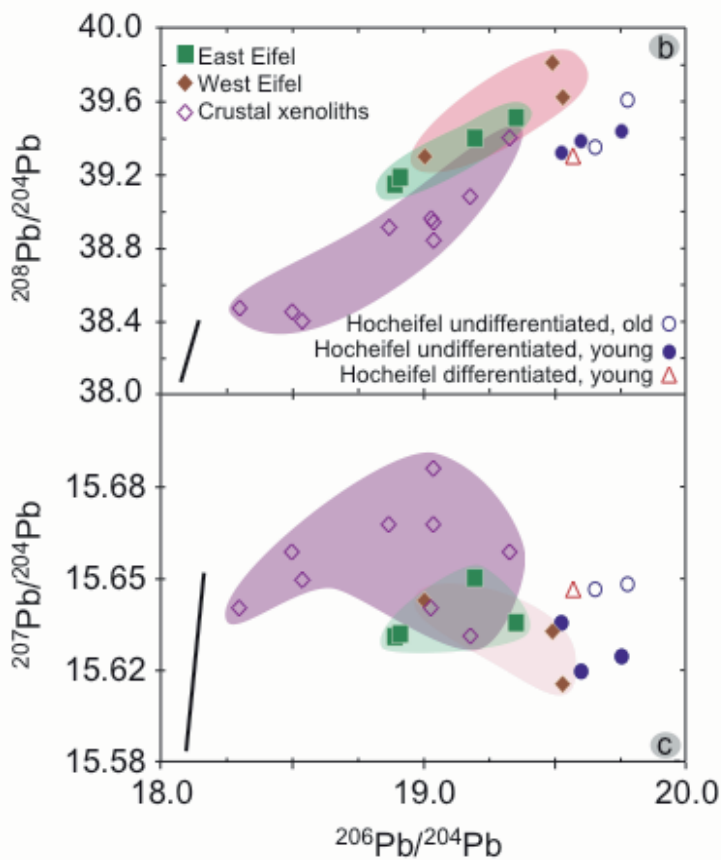 40.0
b
East Eifel
West Eifel
39.6
Crustal xenoliths
39.2
208Pb/204Pb
38.8
38.4
Hocheifel undifferentiated, old
Hocheifel undifferentiated, young
Hocheifel differentiated, young
38.0
15.68
207Pb/204Pb
15.65
15.62
15.58
c
18.0 19.0 20.0
206Pb/204Pb